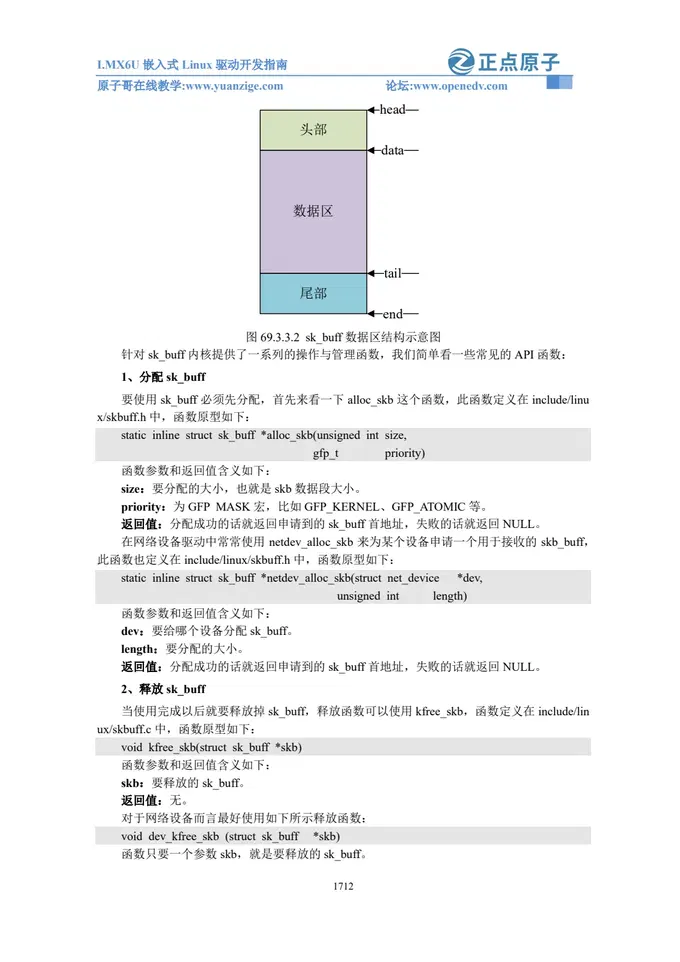 I.MX6U 嵌入式 Linux 驱动开发指南
正点原子
原子哥在线教学:www.yuanzige.com 论坛:www.openedv.com
head
头部
data
数据区
tail
尾部
end
图 69.3.3.2 sk_buff 数据区结构示意图
针对 sk_buff 内核提供了一系列的操作与管理函数，我们简单看一些常见的 API 函数：
1、分配 sk_buff
要使用 sk_buff 必须先分配，首先来看一下 alloc_skb 这个函数，此函数定义在 include/linu
x/skbuff.h 中，函数原型如下：
static inline struct sk_buff *alloc_skb(unsigned int size,
gfp_t priority)
函数参数和返回值含义如下：
size：要分配的大小，也就是 skb 数据段大小。
priority：为 GFP MASK 宏，比如 GFP_KERNEL、GFP_ATOMIC 等。
返回值：分配成功的话就返回申请到的 sk_buff 首地址，失败的话就返回 NULL。
在网络设备驱动中常常使用 netdev_alloc_skb 来为某个设备申请一个用于接收的 skb_buff，
此函数也定义在 include/linux/skbuff.h 中，函数原型如下：
static inline struct sk_buff *netdev_alloc_skb(struct net_device *dev,
unsigned int length)
函数参数和返回值含义如下：
dev：要给哪个设备分配 sk_buff。
length：要分配的大小。
返回值：分配成功的话就返回申请到的 sk_buff 首地址，失败的话就返回 NULL。
2、释放 sk_buff
当使用完成以后就要释放掉 sk_buff，释放函数可以使用 kfree_skb，函数定义在 include/lin
ux/skbuff.c 中，函数原型如下：
void kfree_skb(struct sk_buff *skb)
函数参数和返回值含义如下：
skb：要释放的 sk_buff。
返回值：无。
对于网络设备而言最好使用如下所示释放函数：
void dev_kfree_skb (struct sk_buff *skb)
函数只要一个参数 skb，就是要释放的 sk_buff。
1712